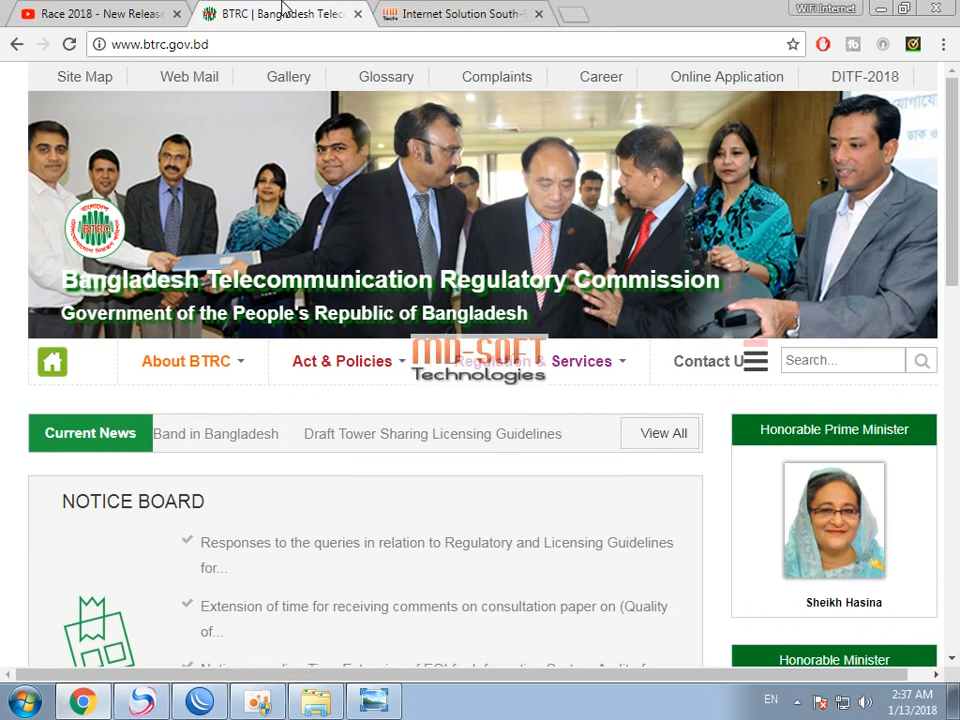 Race 2018 - New Release
BTRC | Bangladesh Telec
Internet Solution South-E
WiFi Internet
www.btrc.gov.bd
Site Map
Web Mail
Gallery
Glossary
Complaints
Career
Online Application
DITF-2018
BTRC
Bangladesh Telecommunication Regulatory Commission
Government of the People's Republic of Bangladesh
MD-SOFT
Technologies
About BTRC
Act & Policies
Regulation & Services
Contact U
Search...
Current News
Band in Bangladesh
Draft Tower Sharing Licensing Guidelines
View All
Honorable Prime Minister
NOTICE BOARD
Responses to the queries in relation to Regulatory and Licensing Guidelines
for...
Extension of time for receiving comments on consultation paper on (Quality
of...
Sheikh Hasina
Honorable Minister
EN
2:37 AM
1/13/2018